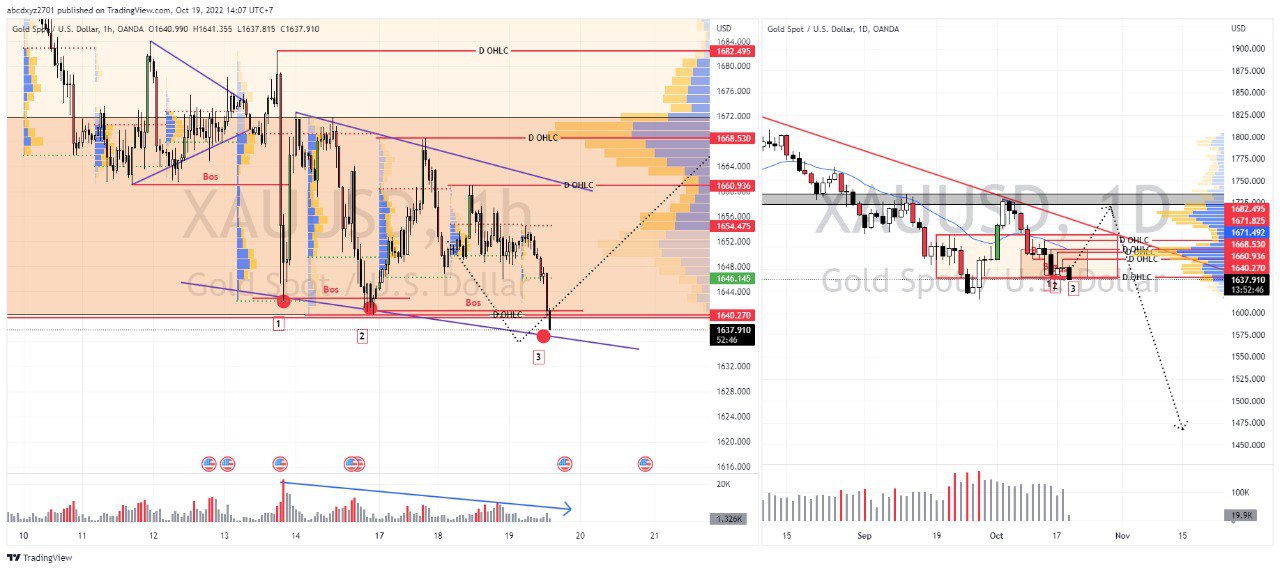 abcdxyz2701 published on TradingView.com, Oct 19, 2022 14:07 UTC+7
Gold Spot / U.S. Dollar, 1h, OANDA O1640.990 H1641.355 L1637.815 C1637.910
USD
1684.000
1682.495
1680.000
1676.000
1672.000
1668.530
1664.000
1660.936
1656.000
1654.475
1652.000
1648.000
1646.145
1644.000
1640.270
1637.910
52:46
1632.000
1628.000
1624.000
1620.000
1616.000
20K
1.326K
D OHLC
D OHLC
D OHLC
D OHLC
Bos
Bos
Bos
1
2
3
XAUUSD, 1h
Gold Spot / U.S. Dollar
10
11
12
13
14
17
18
19
20
21
Gold Spot / U.S. Dollar, 1D, OANDA
USD
1900.000
1875.000
1850.000
1825.000
1800.000
1775.000
1750.000
1725.000
1682.495
1671.825
1671.492
1668.530
1660.936
1640.270
1637.910
13:52:46
1600.000
1575.000
1550.000
1525.000
1500.000
1475.000
1450.000
100K
19.9K
XAUUSD, 1D
Gold Spot / U.S. Dollar
D OHLC
D OHLC
D OHLC
1
2
3
15
Sep
19
Oct
17
Nov
15
TradingView